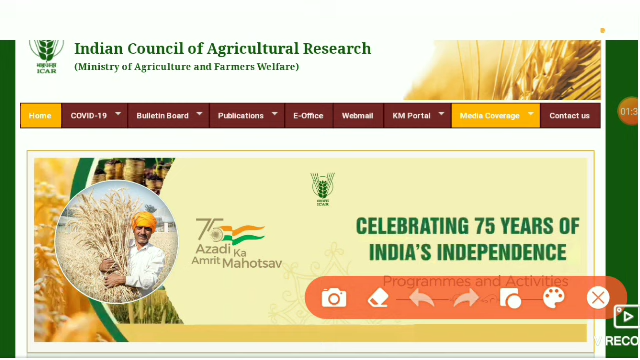 Indian Council of Agricultural Research
ICAR
(Ministry of Agriculture and Farmers Welfare)
01:3
Home COVID-19 Bulletin Board Publications E-Office Webmail KM Portal Media Coverage Contact us
ICAR
75
Azadi
Ka
Amrit
Mahotsav
CELEBRATING 75 YEARS OF
INDIA'S INDEPENDENCE
Programmes and Activities
RECO